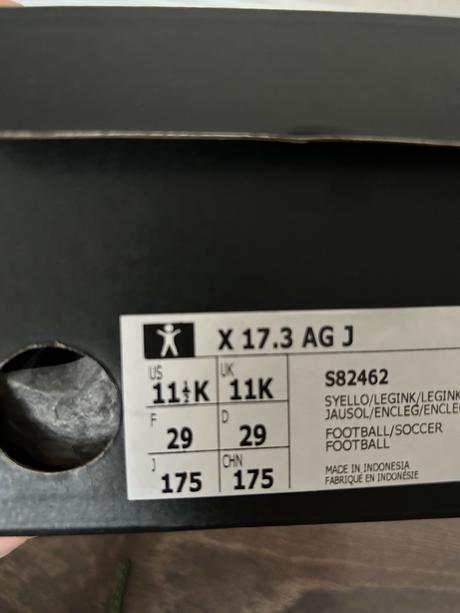 X 17.3 AG J
US
11½K
UK
11K
F
29
D
29
J
175
CHN
175
S82462
SYELLO/LEGINK/LEGINK
JAUSOL/ENCLEG/ENCLEG
FOOTBALL/SOCCER
FOOTBALL
MADE IN INDONESIA
FABRIQUÉ EN INDONÉSIE